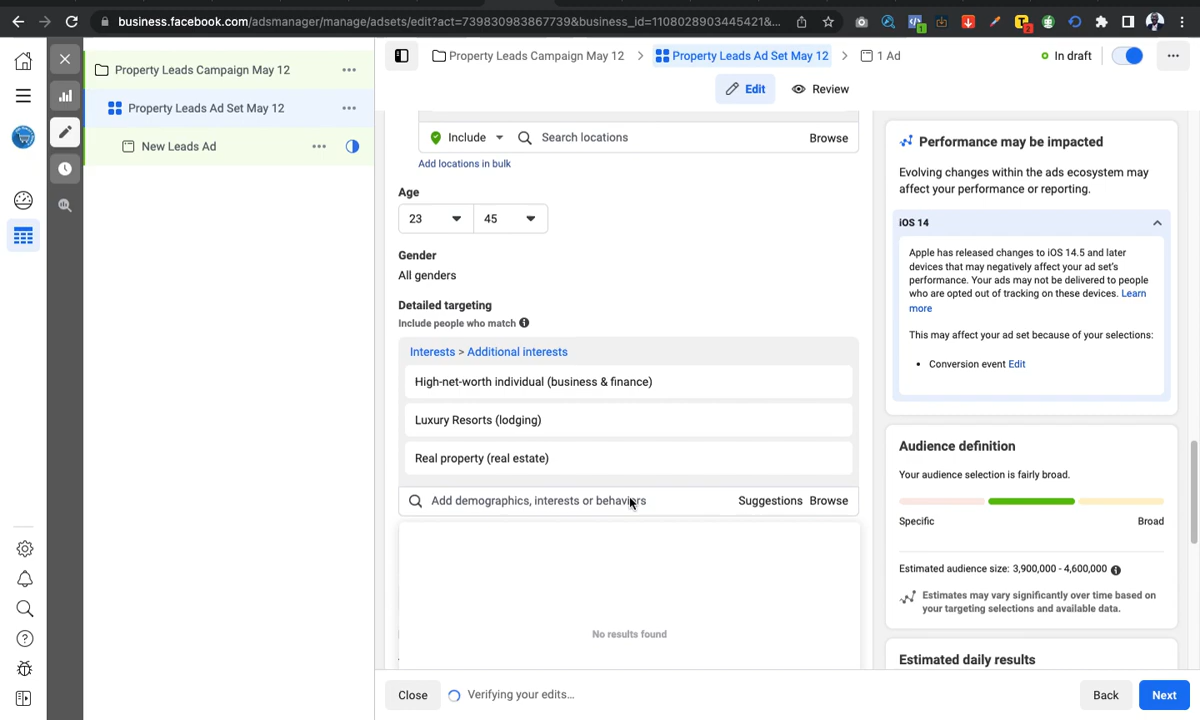 business.facebook.com/adsmanager/manage/adsets/edit?act=739830983867739&business_id=1108028903445421&...
1
2
Property Leads Campaign May 12
Property Leads Ad Set May 12
New Leads Ad
Property Leads Campaign May 12 > Property Leads Ad Set May 12 > 1 Ad
In draft
Edit
Review
Include
Search locations
Browse
Add locations in bulk
Age
23
45
Gender
All genders
Detailed targeting
Include people who match
Interests > Additional interests
High-net-worth individual (business & finance)
Luxury Resorts (lodging)
Real property (real estate)
Add demographics, interests or behaviors
Suggestions
Browse
No results found
Performance may be impacted
Evolving changes within the ads ecosystem may
affect your performance or reporting.
iOS 14
Apple has released changes to iOS 14.5 and later
devices that may negatively affect your ad set's
performance. Your ads may not be delivered to people
who are opted out of tracking on these devices. Learn
more
This may affect your ad set because of your selections:
• Conversion event Edit
Audience definition
Your audience selection is fairly broad.
Specific
Broad
Estimated audience size: 3,900,000 - 4,600,000
Estimates may vary significantly over time based on
your targeting selections and available data.
Estimated daily results
Close
Verifying your edits...
Back
Next